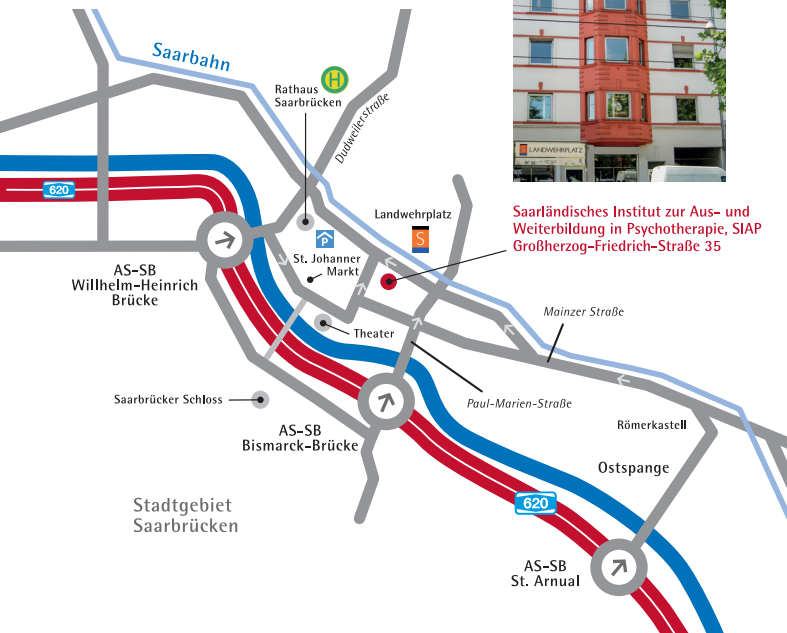 Saarbahn
H
Rathaus
Saarbrücken
Dudweilerstraße
LANDWEHRPLATZ
620
Landwehrplatz
S
Saarländisches Institut zur Aus- und
Weiterbildung in Psychotherapie, SIAP
Großherzog-Friedrich-Straße 35
P
St. Johanner
Markt
AS-SB
Willhelm-Heinrich
Brücke
Mainzer Straße
Theater
Saarbrücker Schloss
Paul-Marien-Straße
AS-SB
Bismarck-Brücke
Römerkastell
Ostspange
Stadtgebiet
Saarbrücken
620
AS-SB
St. Arnual